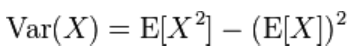 Var(X) = E[X²] − (E[X])²